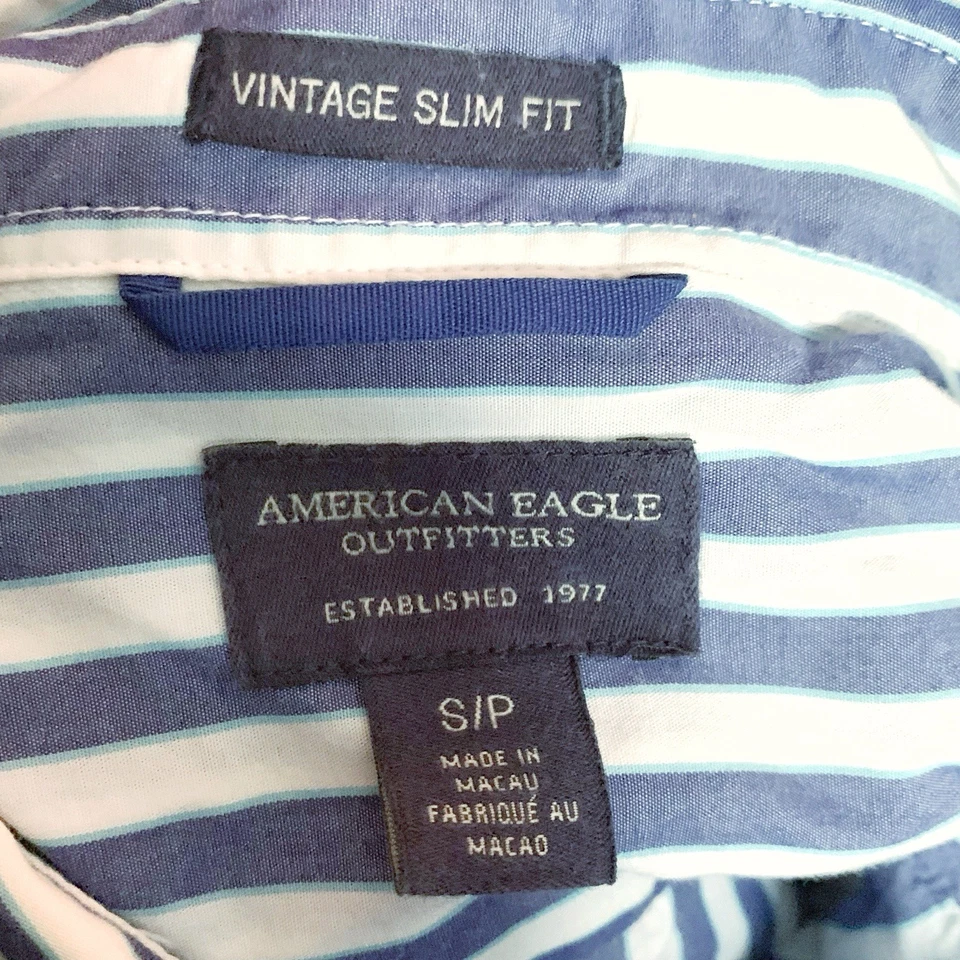 VINTAGE SLIM FIT
AMERICAN EAGLE
OUTFITTERS
ESTABLISHED 1977
S/P
MADE IN
MACAU
FABRIQUÉ AU
MACAO